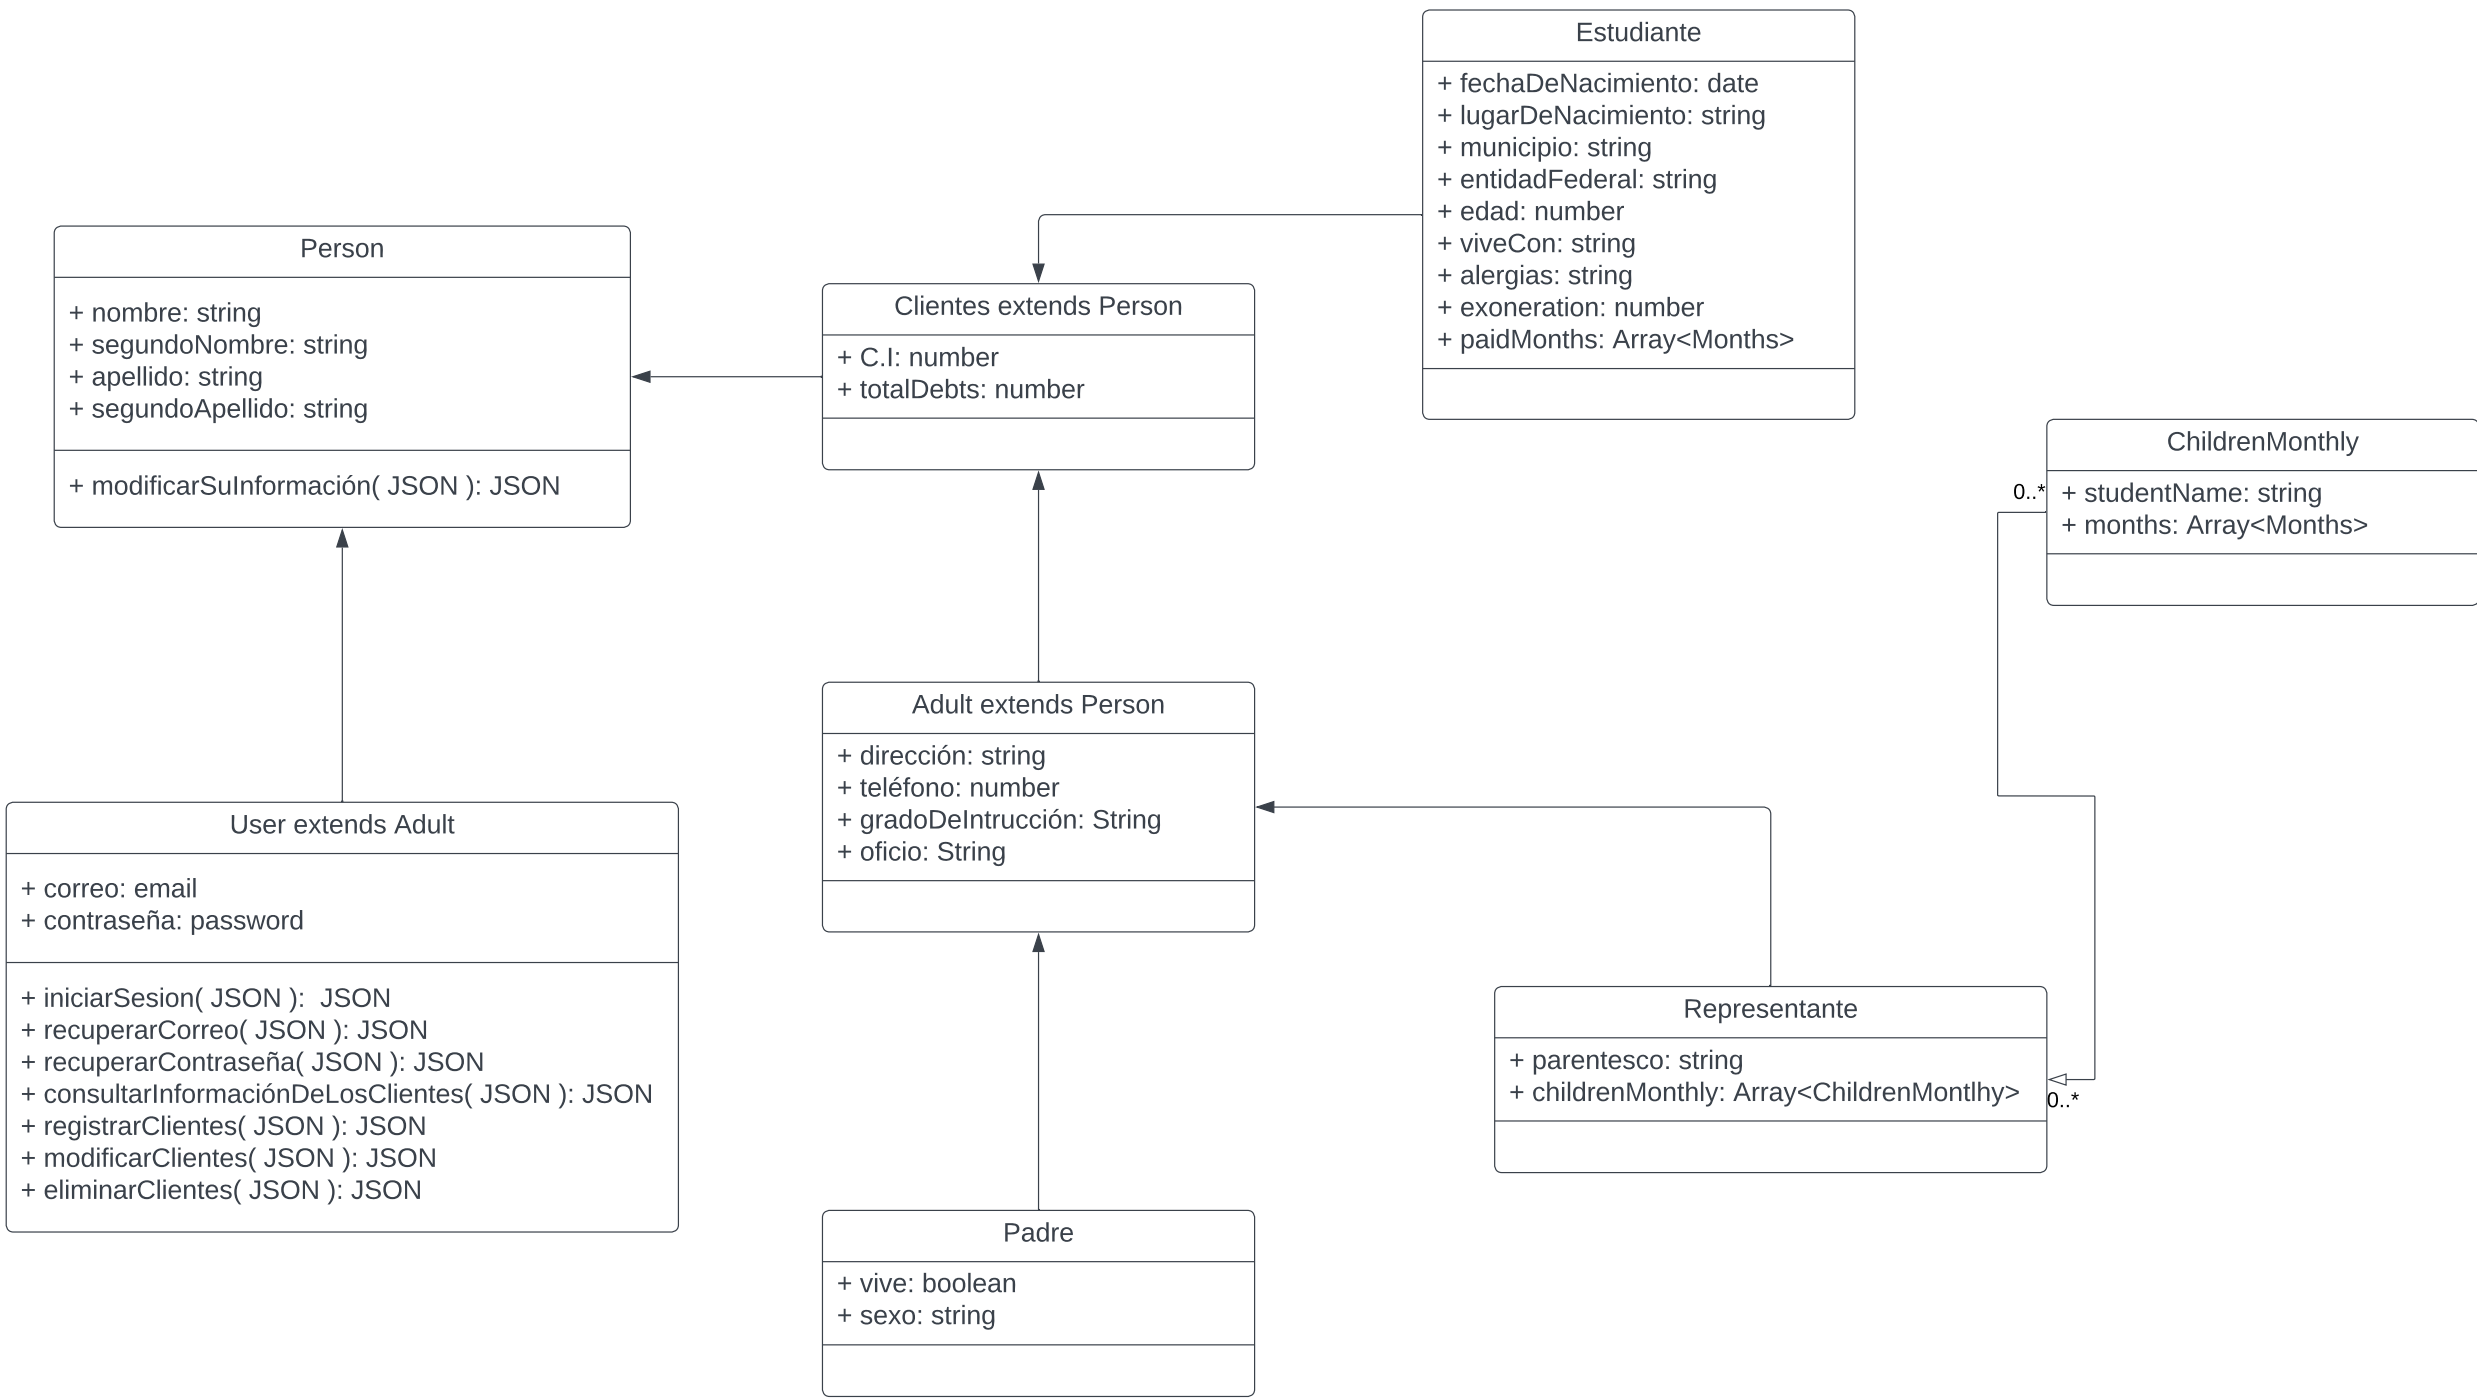 Estudiante
+ fechaDeNacimiento: date
+ lugarDeNacimiento: string
+ municipio: string
+ entidadFederal: string
+ edad: number
+ viveCon: string
+ alergias: string
+ exoneration: number
+ paidMonths: Array<Months>
Person
+ nombre: string
+ segundoNombre: string
+ apellido: string
+ segundoApellido: string
+ modificarSuInformación( JSON ): JSON
Clientes extends Person
+ C.I: number
+ totalDebts: number
ChildrenMonthly
+ studentName: string
+ months: Array<Months>
0..*
Adult extends Person
+ dirección: string
+ teléfono: number
+ gradoDeIntrucción: String
+ oficio: String
User extends Adult
+ correo: email
+ contraseña: password
+ iniciarSesion( JSON ):  JSON
+ recuperarCorreo( JSON ): JSON
+ recuperarContraseña( JSON ): JSON
+ consultarInformaciónDeLosClientes( JSON ): JSON
+ registrarClientes( JSON ): JSON
+ modificarClientes( JSON ): JSON
+ eliminarClientes( JSON ): JSON
Representante
+ parentesco: string
+ childrenMonthly: Array<ChildrenMontlhy>
0..*
Padre
+ vive: boolean
+ sexo: string